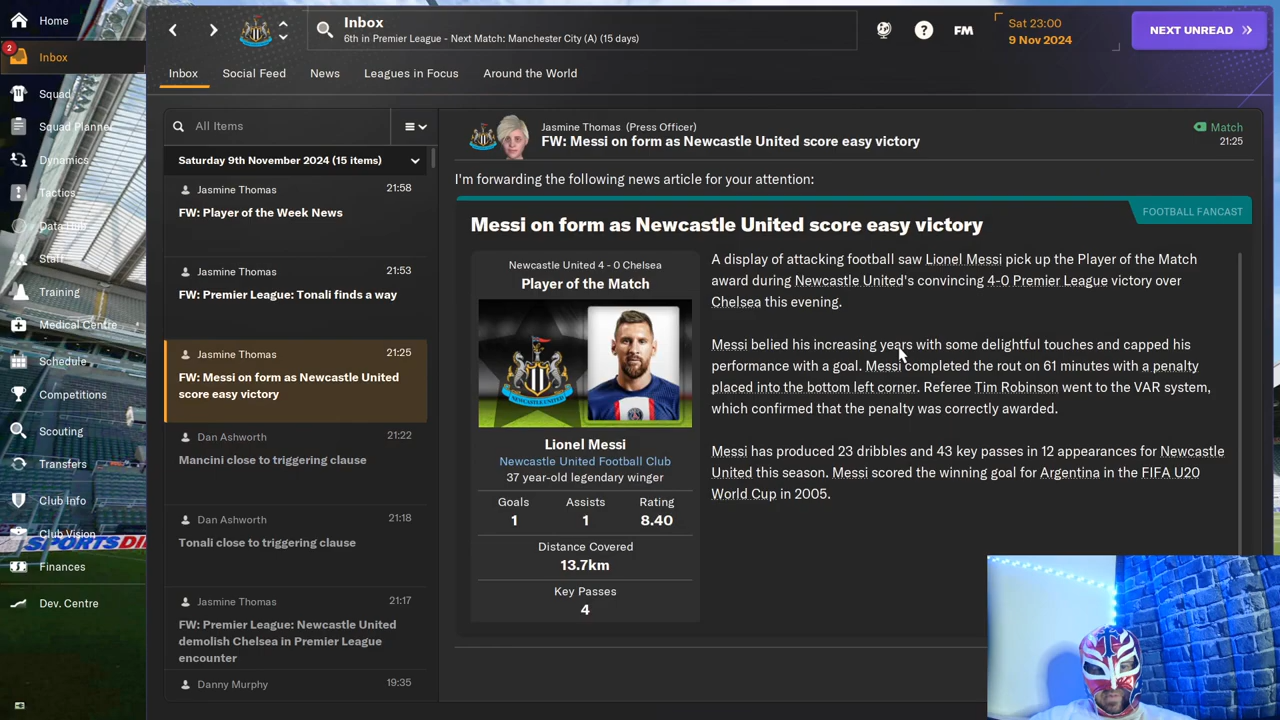 Home
2
Inbox
Squad
Squad Planner
Dynamics
Tactics
Data Hub
Staff
Training
Medical Centre
Schedule
Competitions
Scouting
Transfers
Club Info
Club Vision
SPORTSDI
Finances
Dev. Centre
Inbox
6th in Premier League - Next Match: Manchester City (A) (15 days)
?
FM
Sat 23:00
9 Nov 2024
NEXT UNREAD
Inbox
Social Feed
News
Leagues in Focus
Around the World
All Items
Saturday 9th November 2024 (15 items)
Jasmine Thomas 21:58
FW: Player of the Week News
Jasmine Thomas 21:53
FW: Premier League: Tonali finds a way
Jasmine Thomas 21:25
FW: Messi on form as Newcastle United
score easy victory
Dan Ashworth 21:22
Mancini close to triggering clause
Dan Ashworth 21:18
Tonali close to triggering clause
Jasmine Thomas 21:17
FW: Premier League: Newcastle United
demolish Chelsea in Premier League
encounter
Danny Murphy 19:35
Jasmine Thomas (Press Officer)
FW: Messi on form as Newcastle United score easy victory
Match
21:25
I'm forwarding the following news article for your attention:
FOOTBALL FANCAST
Messi on form as Newcastle United score easy victory
Newcastle United 4 - 0 Chelsea
Player of the Match
Lionel Messi
Newcastle United Football Club
37 year-old legendary winger
Goals Assists Rating
1 1 8.40
Distance Covered
13.7km
Key Passes
4
A display of attacking football saw Lionel Messi pick up the Player of the Match
award during Newcastle United's convincing 4-0 Premier League victory over
Chelsea this evening.
Messi belied his increasing years with some delightful touches and capped his
performance with a goal. Messi completed the rout on 61 minutes with a penalty
placed into the bottom left corner. Referee Tim Robinson went to the VAR system,
which confirmed that the penalty was correctly awarded.
Messi has produced 23 dribbles and 43 key passes in 12 appearances for Newcastle
United this season. Messi scored the winning goal for Argentina in the FIFA U20
World Cup in 2005.